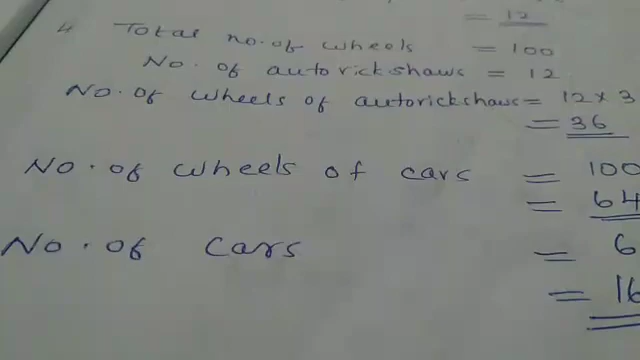 = 12
4 Total no. of wheels = 100
No. of autorickshaws = 12
No. of wheels of autorickshaws = 12 × 3
= 36
No. of wheels of cars = 100
= 64
No. of cars = 6
= 16